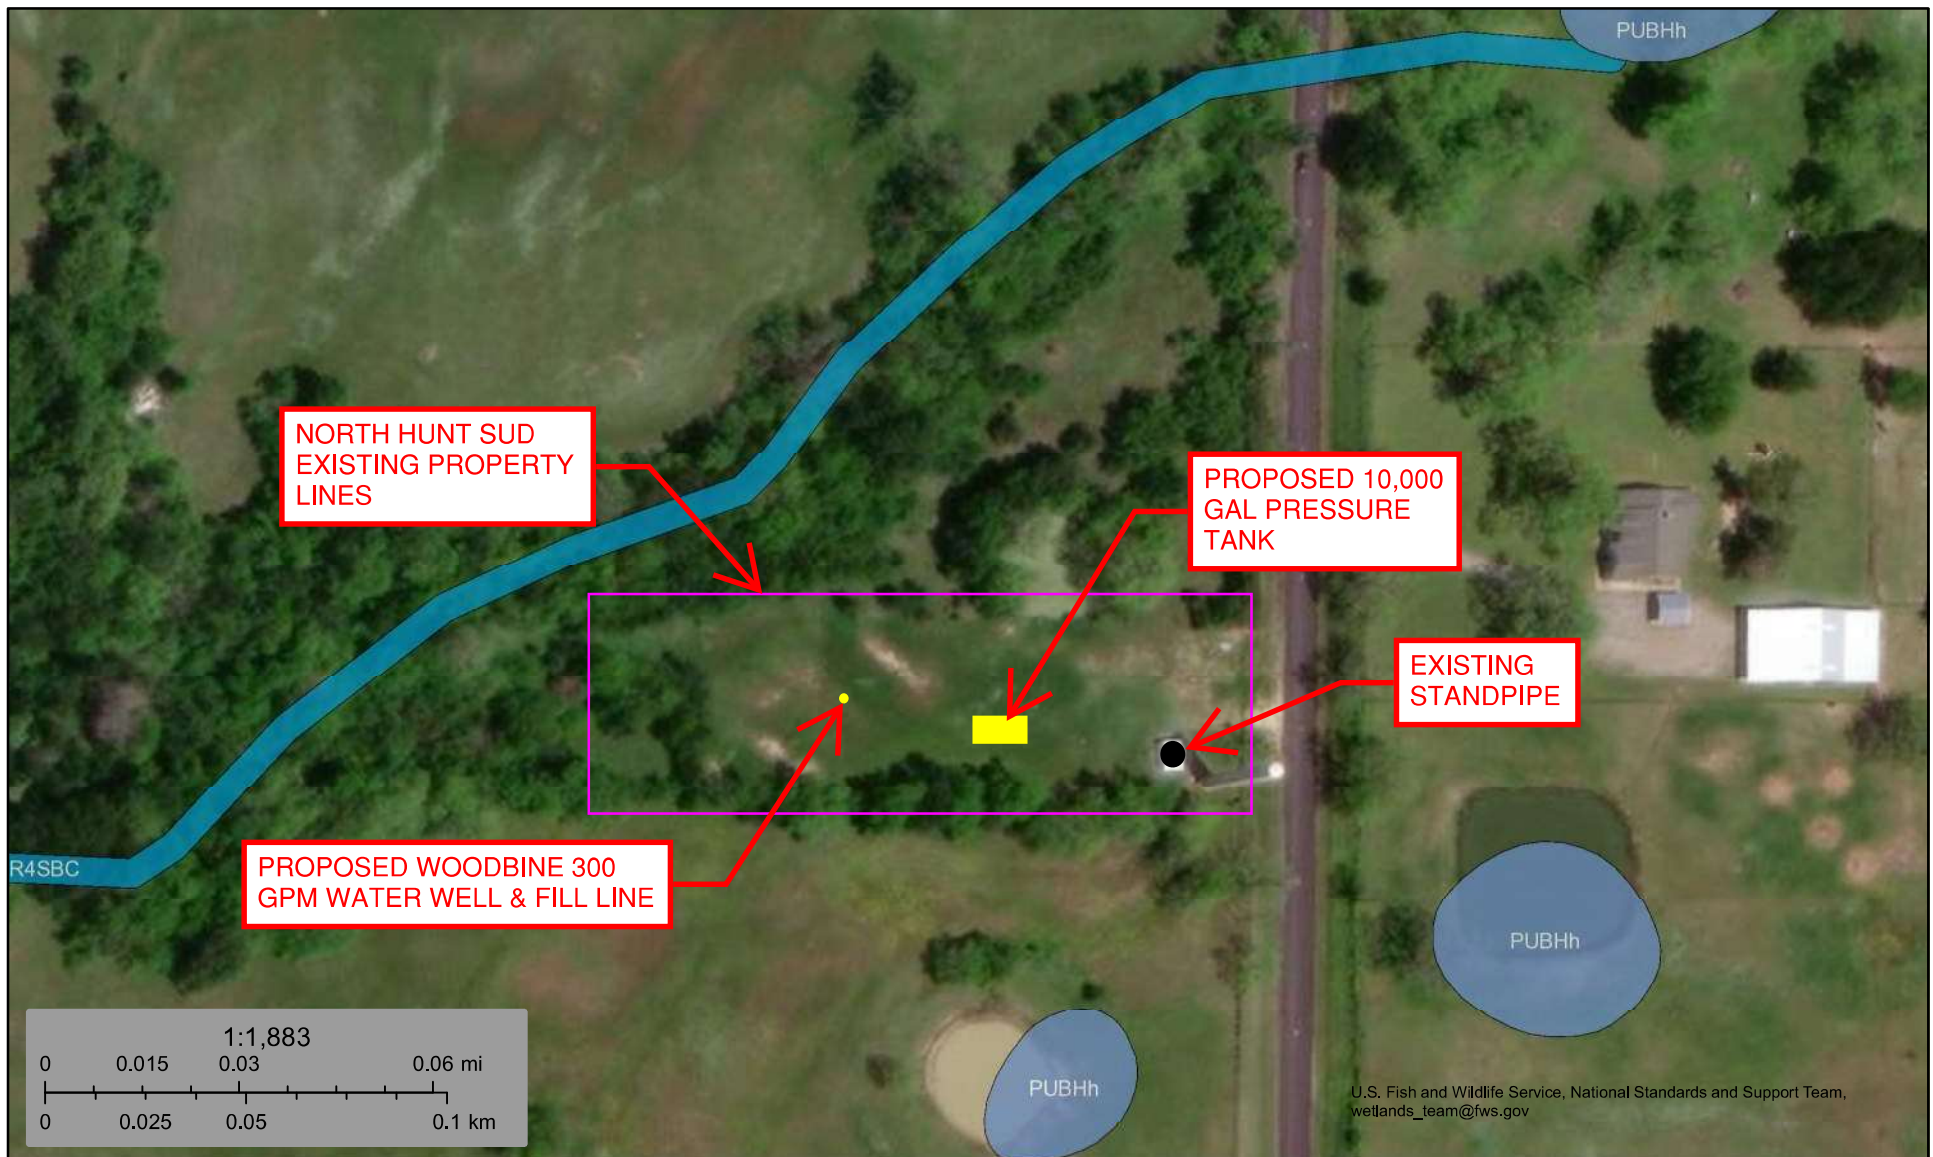 PUBHh
NORTH HUNT SUD
EXISTING PROPERTY
LINES
PROPOSED 10,000
GAL PRESSURE
TANK
EXISTING
STANDPIPE
R4SBC
PROPOSED WOODBINE 300
GPM WATER WELL & FILL LINE
PUBHh
PUBHh
1:1,883
0 0.015 0.03 0.06 mi
0 0.025 0.05 0.1 km
U.S. Fish and Wildlife Service, National Standards and Support Team,
wetlands_team@fws.gov